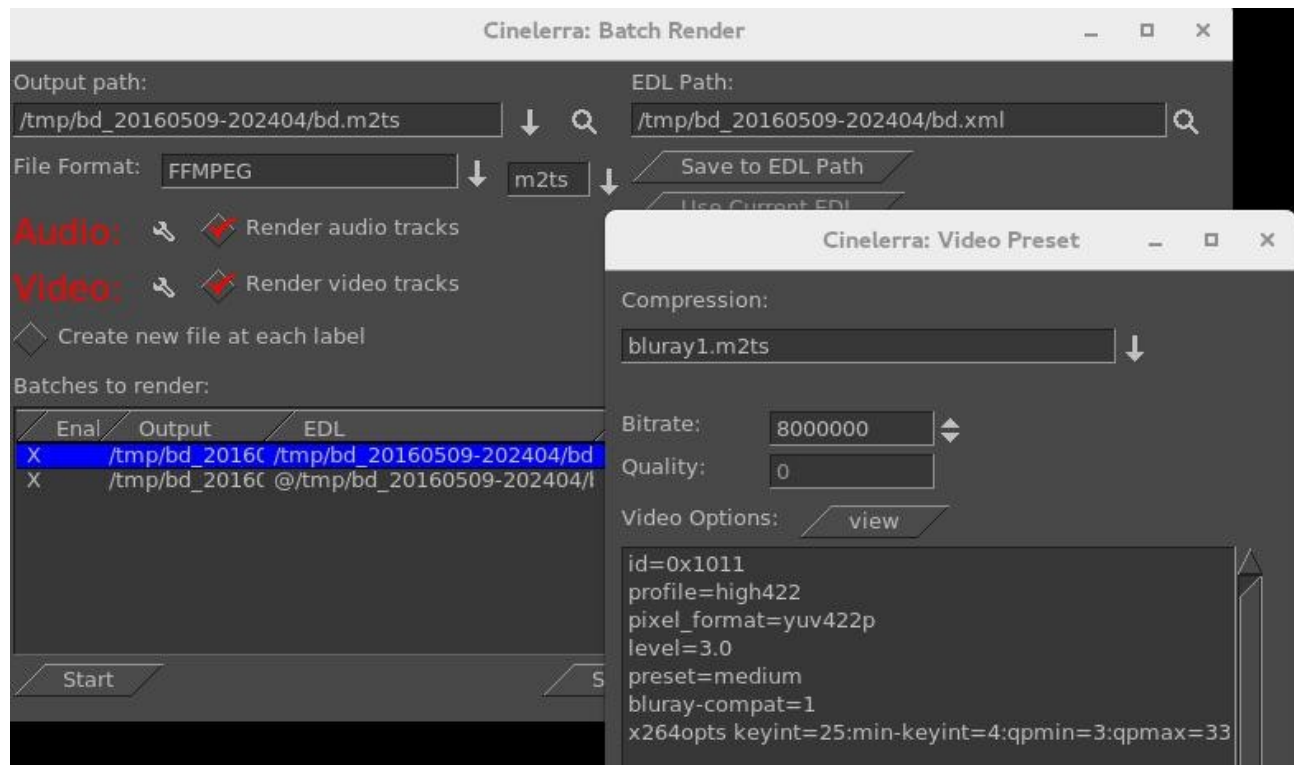 Cinelerra: Batch Render
Output path:
EDL Path:
/tmp/bd_20160509-202404/bd.m2ts
/tmp/bd_20160509-202404/bd.xml
File Format:
FFMPEG
m2ts
Save to EDL Path
Use Current EDL
Audio:
Render audio tracks
Video:
Render video tracks
Create new file at each label
Batches to render:
Enal Output EDL
X /tmp/bd_2016( /tmp/bd_20160509-202404/bd
X /tmp/bd_2016( @/tmp/bd_20160509-202404/
Start
S
Cinelerra: Video Preset
Compression:
bluray1.m2ts
Bitrate:
8000000
Quality:
0
Video Options:
view
id=0x1011
profile=high422
pixel_format=yuv422p
level=3.0
preset=medium
bluray-compat=1
x264opts keyint=25:min-keyint=4:qpmin=3:qpmax=33